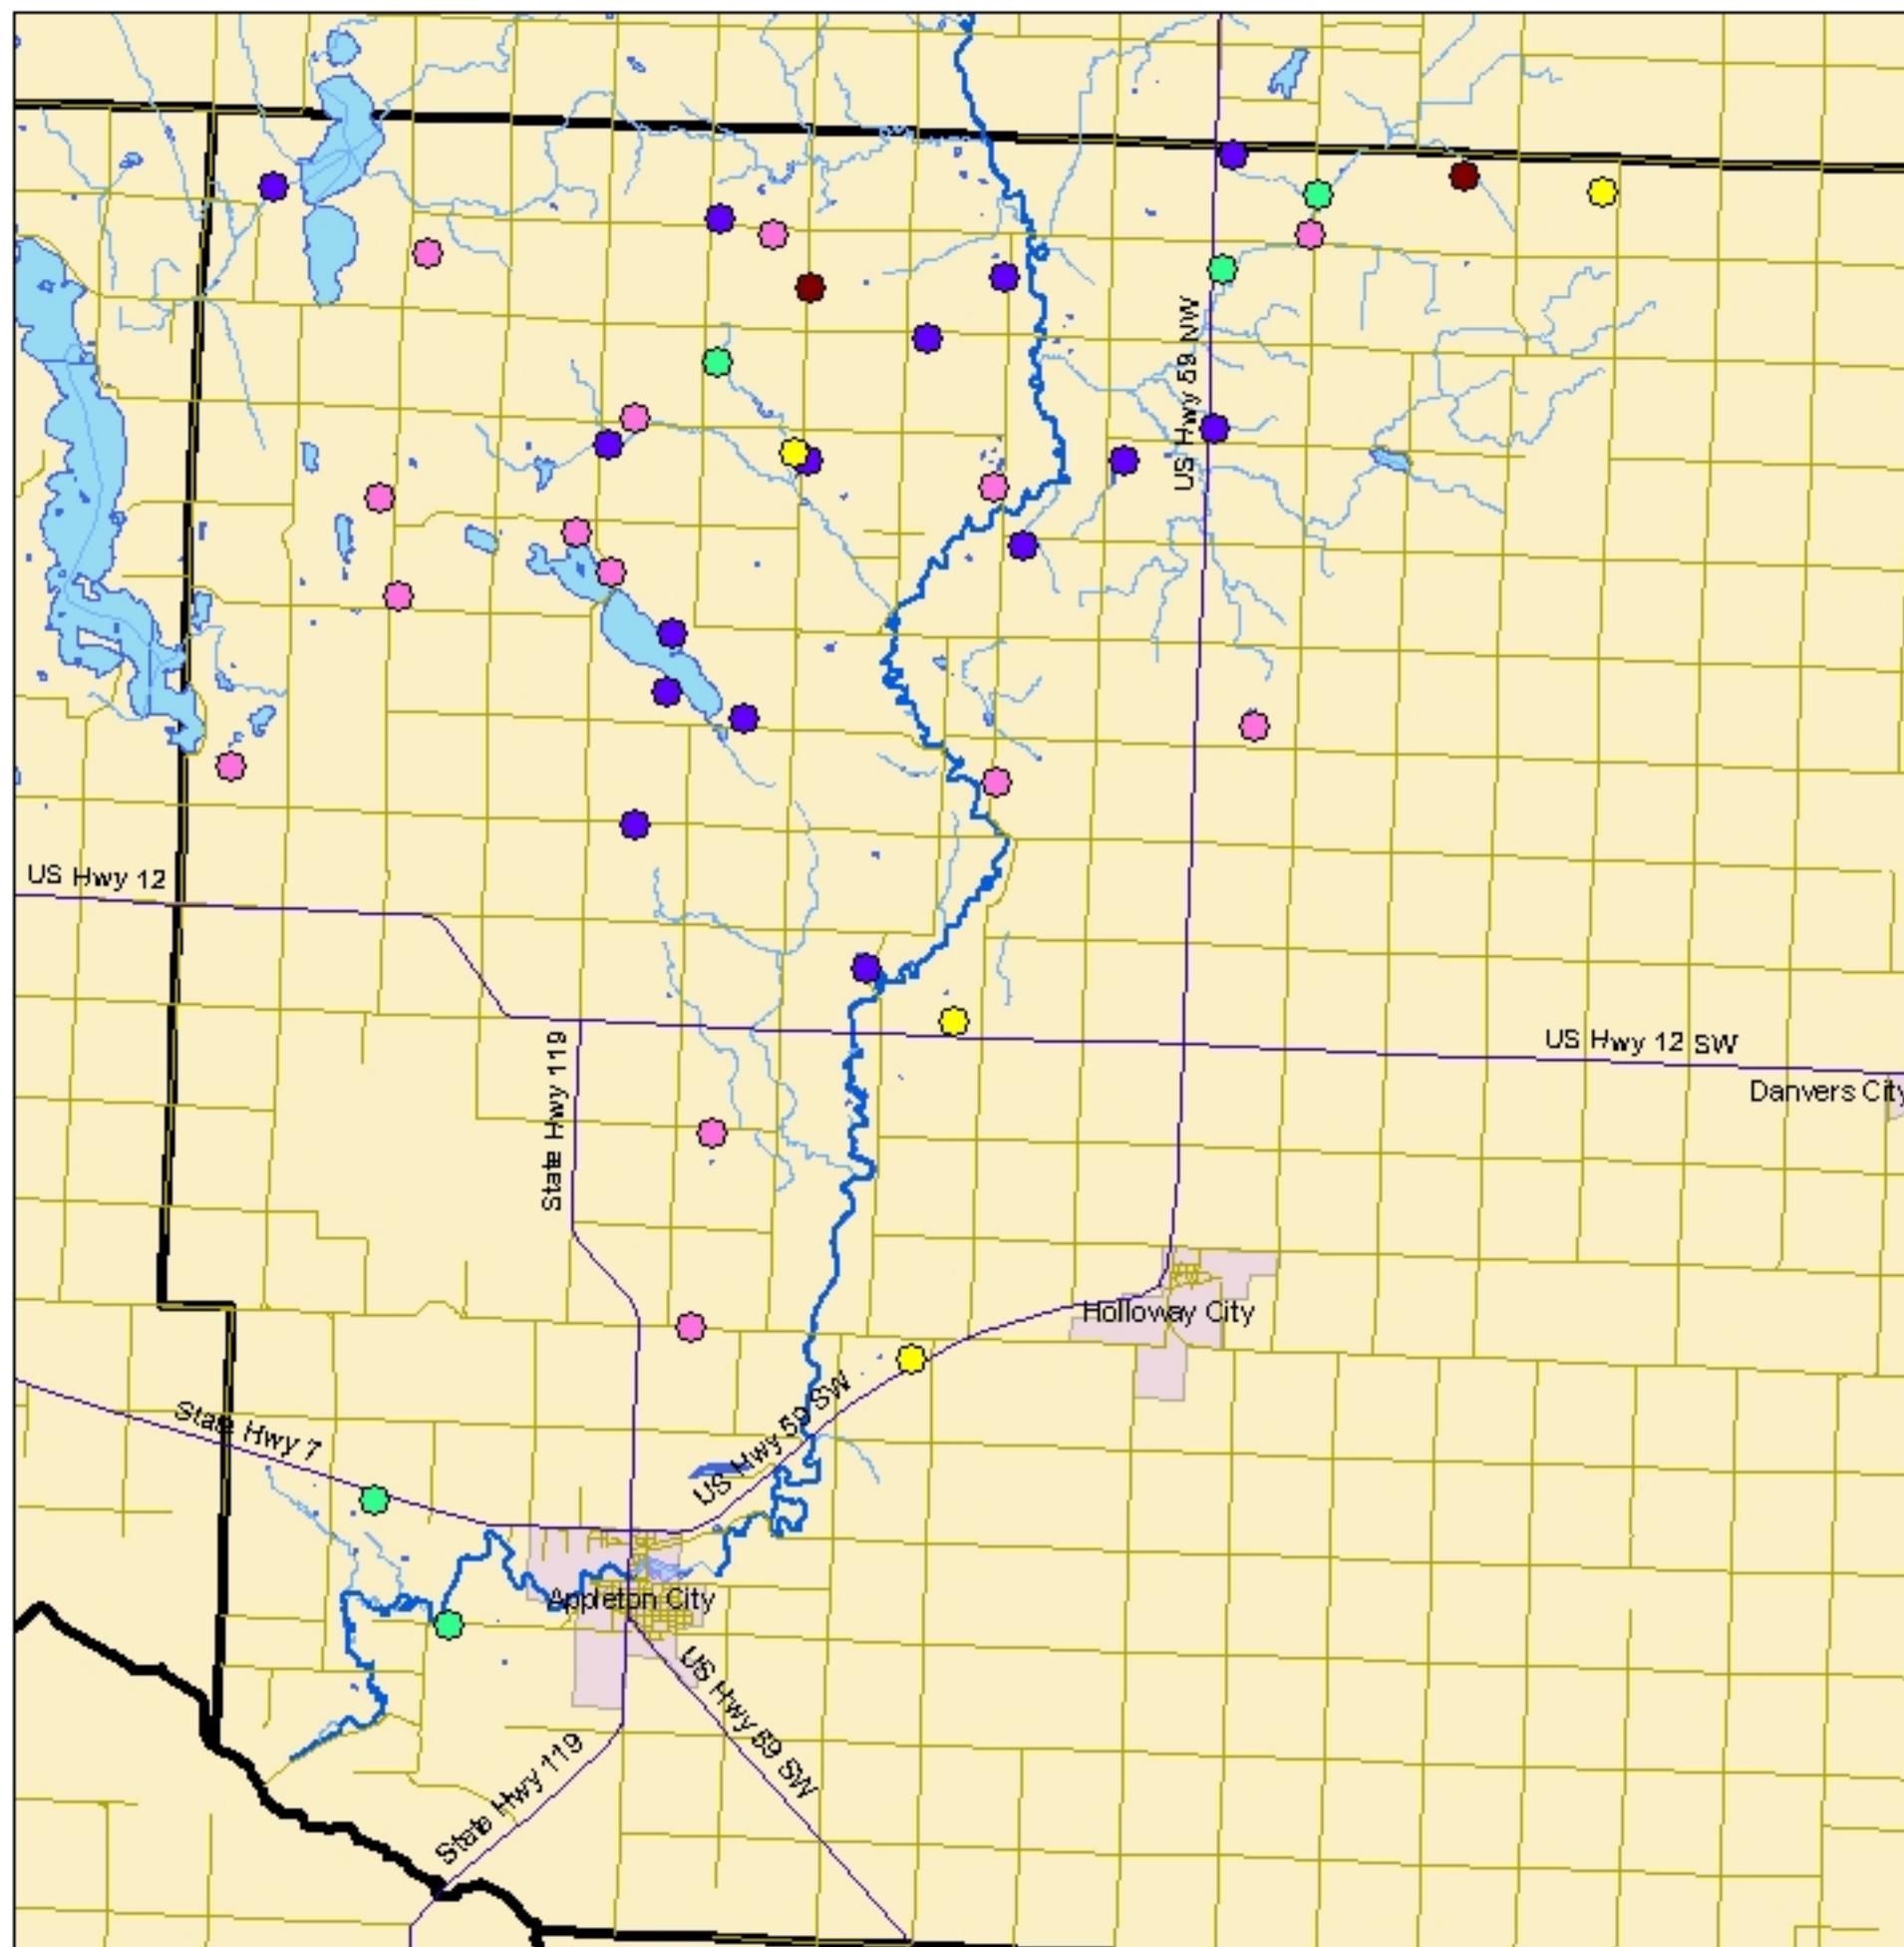 US Hwy 59 NW
US Hwy 12
US Hwy 12 SW
State Hwy 119
Danvers City
Holloway City
State Hwy 7
US Hwy 59 SW
Appleton City
US Hwy 59 SW
State Hwy 119